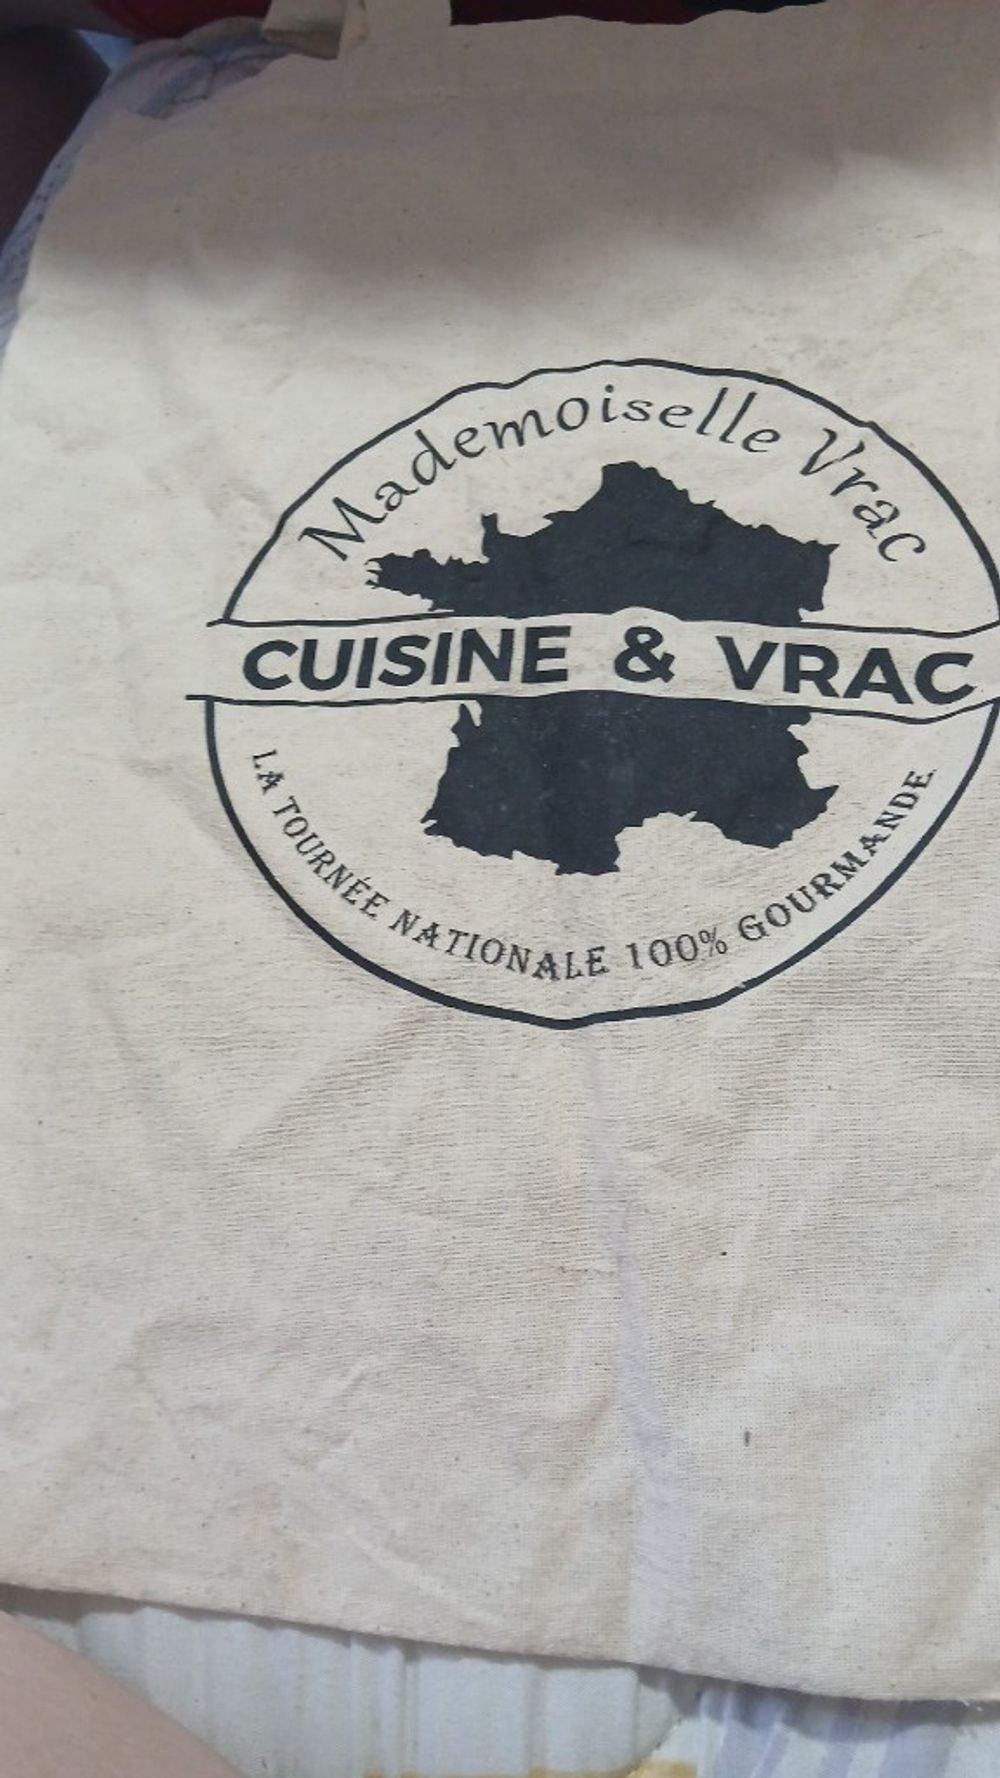 Mademoiselle Vrac
CUISINE & VRAC
LA TOURNÉE NATIONALE 100% GOURMANDE